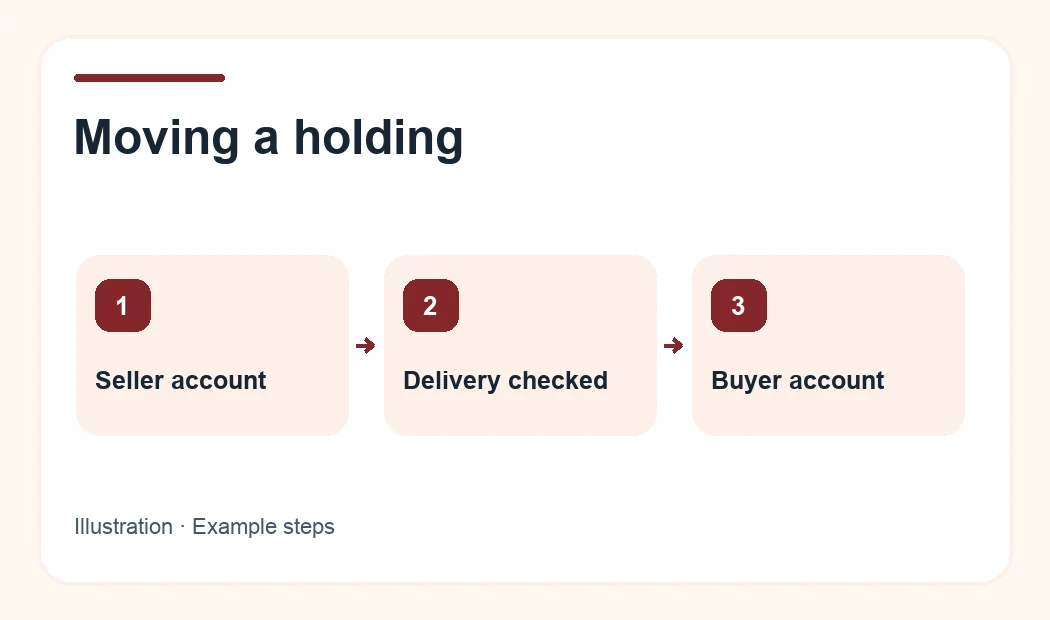 Moving a holding
1
Seller account
2
Delivery checked
3
Buyer account
Illustration · Example steps